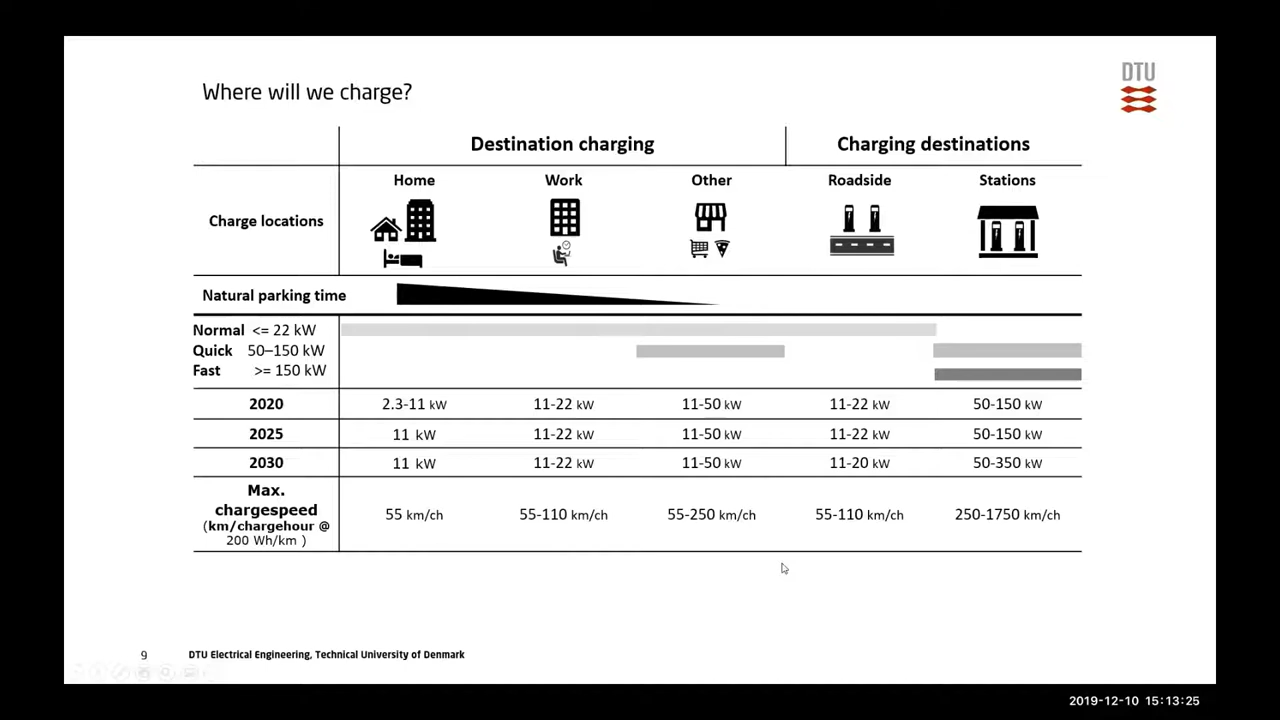 Where will we charge?
DTU
Destination charging
Charging destinations
Charge locations
Home
Work
Other
Roadside
Stations
Natural parking time
Normal <= 22 kW
Quick 50–150 kW
Fast >= 150 kW
2020 2.3-11 kW 11-22 kW 11-50 kW 11-22 kW 50-150 kW
2025 11 kW 11-22 kW 11-50 kW 11-22 kW 50-150 kW
2030 11 kW 11-22 kW 11-50 kW 11-20 kW 50-350 kW
Max.
chargespeed
(km/chargehour @
200 Wh/km )
55 km/ch 55-110 km/ch 55-250 km/ch 55-110 km/ch 250-1750 km/ch
9 DTU Electrical Engineering, Technical University of Denmark
2019-12-10 15:13:25